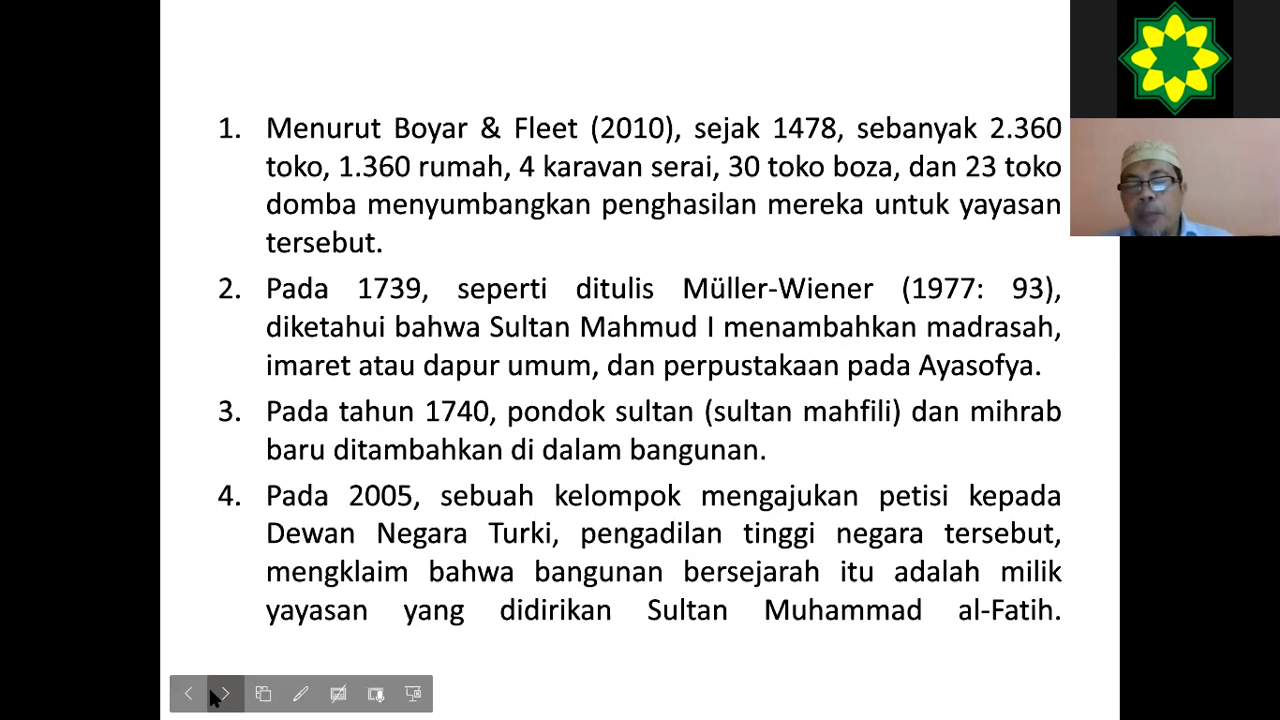 1. Menurut Boyar & Fleet (2010), sejak 1478, sebanyak 2.360
toko, 1.360 rumah, 4 karavan serai, 30 toko boza, dan 23 toko
domba menyumbangkan penghasilan mereka untuk yayasan
tersebut.
2. Pada 1739, seperti ditulis Müller-Wiener (1977: 93),
diketahui bahwa Sultan Mahmud I menambahkan madrasah,
imaret atau dapur umum, dan perpustakaan pada Ayasofya.
3. Pada tahun 1740, pondok sultan (sultan mahfili) dan mihrab
baru ditambahkan di dalam bangunan.
4. Pada 2005, sebuah kelompok mengajukan petisi kepada
Dewan Negara Turki, pengadilan tinggi negara tersebut,
mengklaim bahwa bangunan bersejarah itu adalah milik
yayasan yang didirikan Sultan Muhammad al-Fatih.